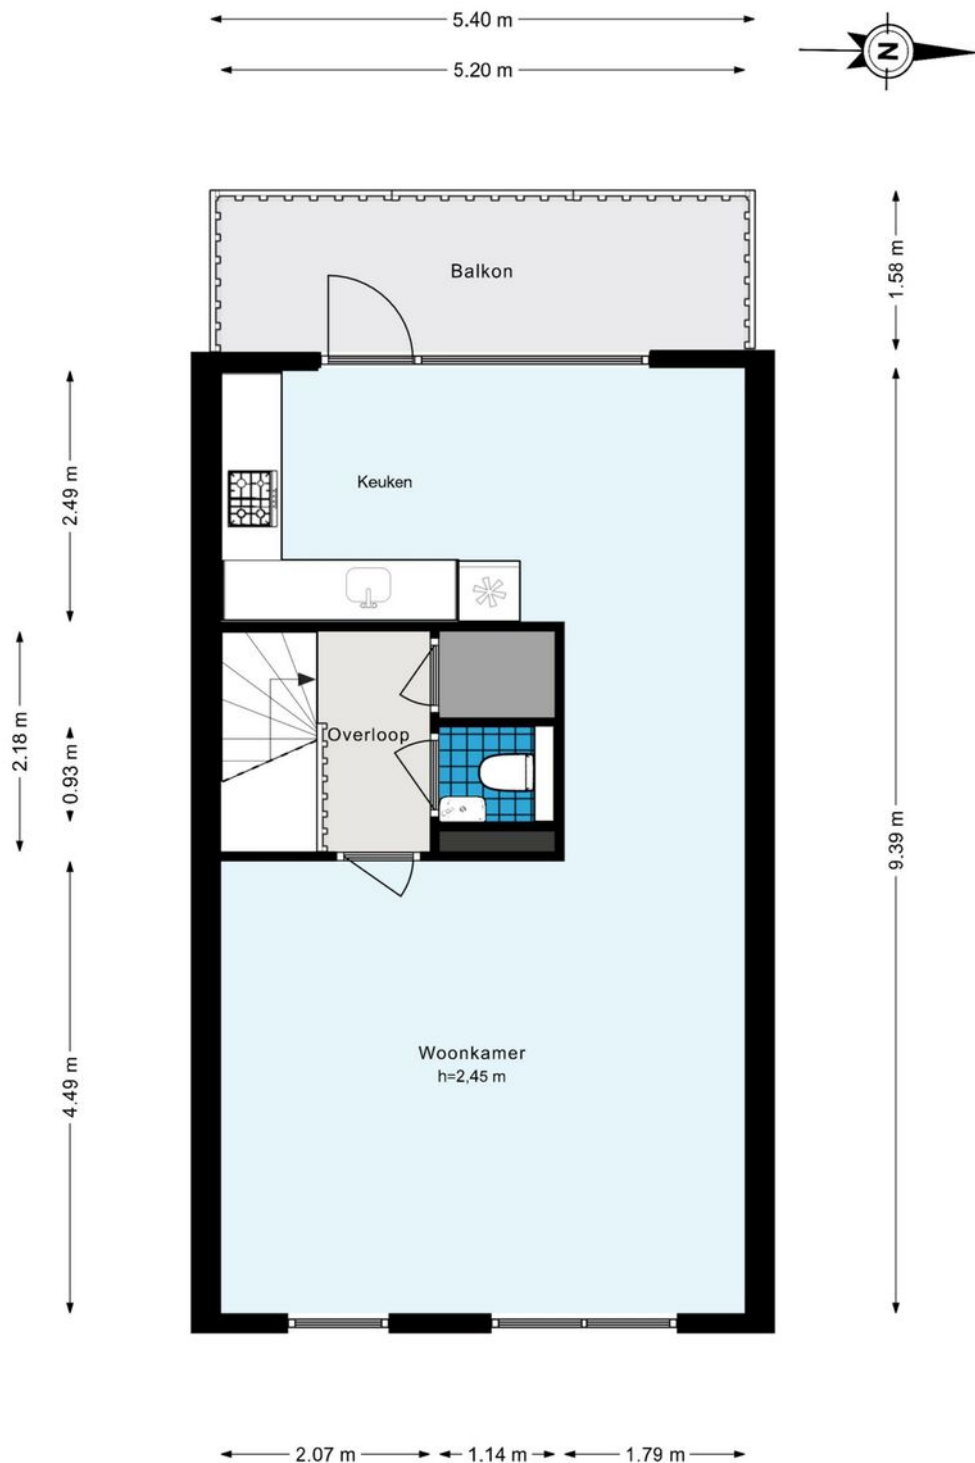 5.40 m
5.20 m
N
Balkon
1.58 m
2.49 m
Keuken
2.18 m
0.93 m
Overloop
9.39 m
4.49 m
Woonkamer
h=2,45 m
2.07 m
1.14 m
1.79 m